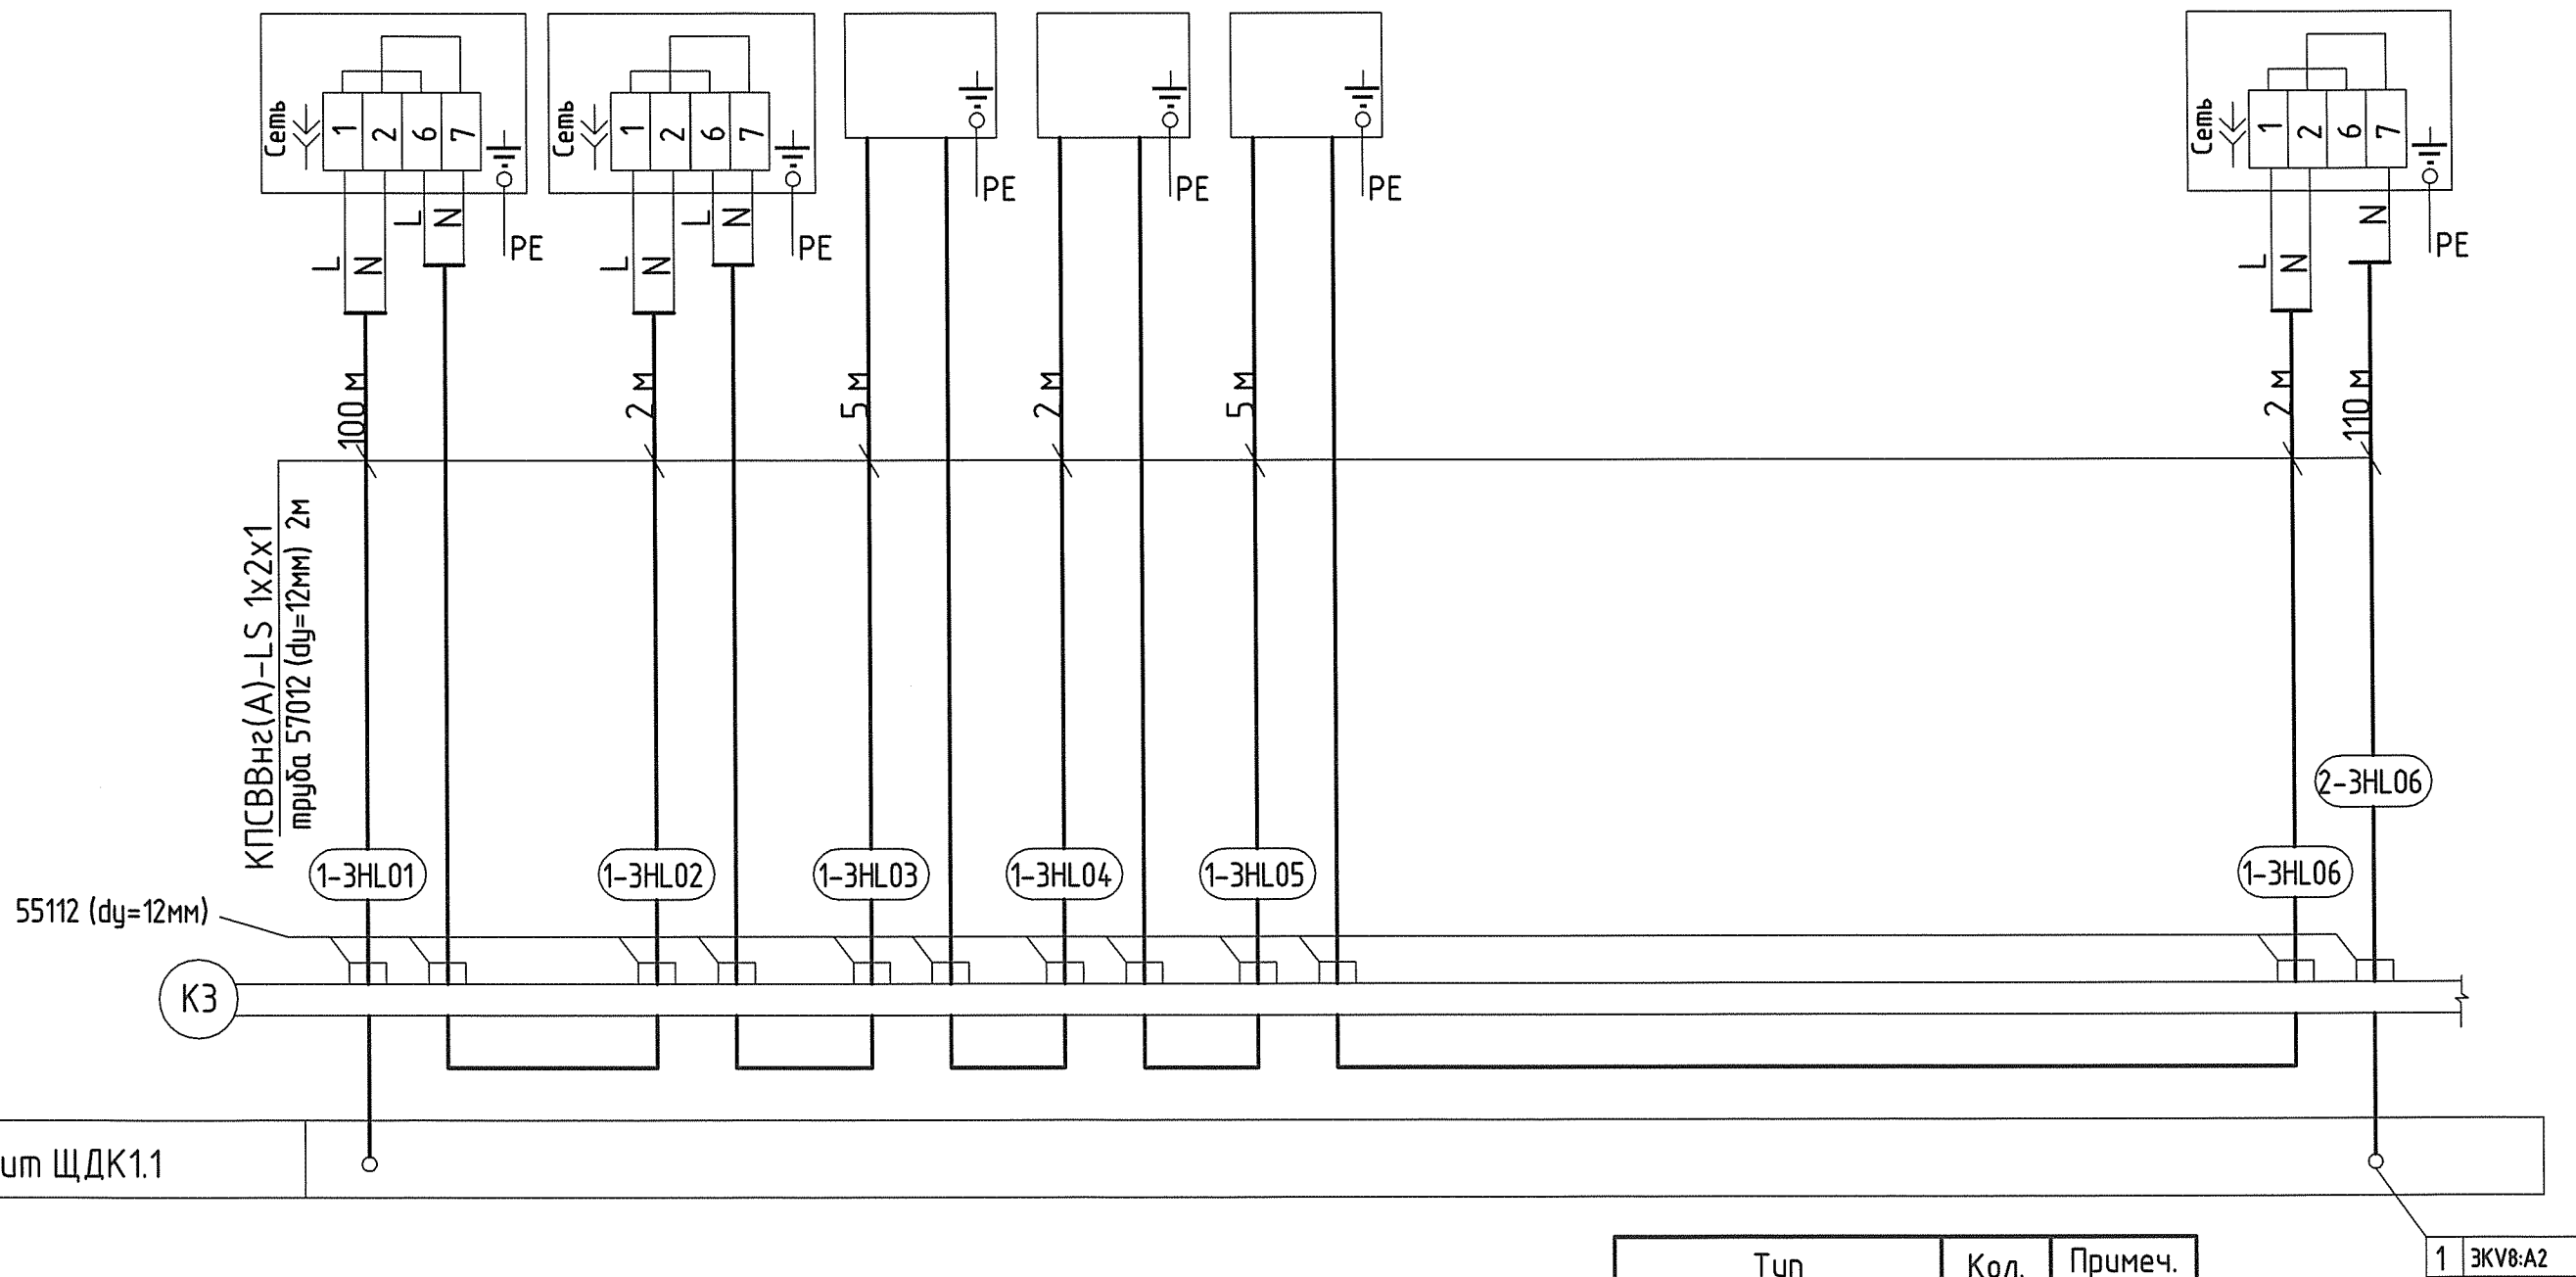 Сеть 1 2 6 7
Сеть 1 2 6 7
Сеть 1 2 6 7
L N L N PE
L N L N PE
PE
PE
PE
L N N PE
100 м
2 м
5 м
2 м
5 м
2 м
110 м
КПСВВнг(А)-LS 1x2x1
труба 57012 (dy=12мм) 2м
2-3HL06
1-3HL01
1-3HL02
1-3HL03
1-3HL04
1-3HL05
1-3HL06
55112 (dy=12мм)
К3
ит ЩДК1.1
Тип Кол. Примеч.
1 3KV8:A2